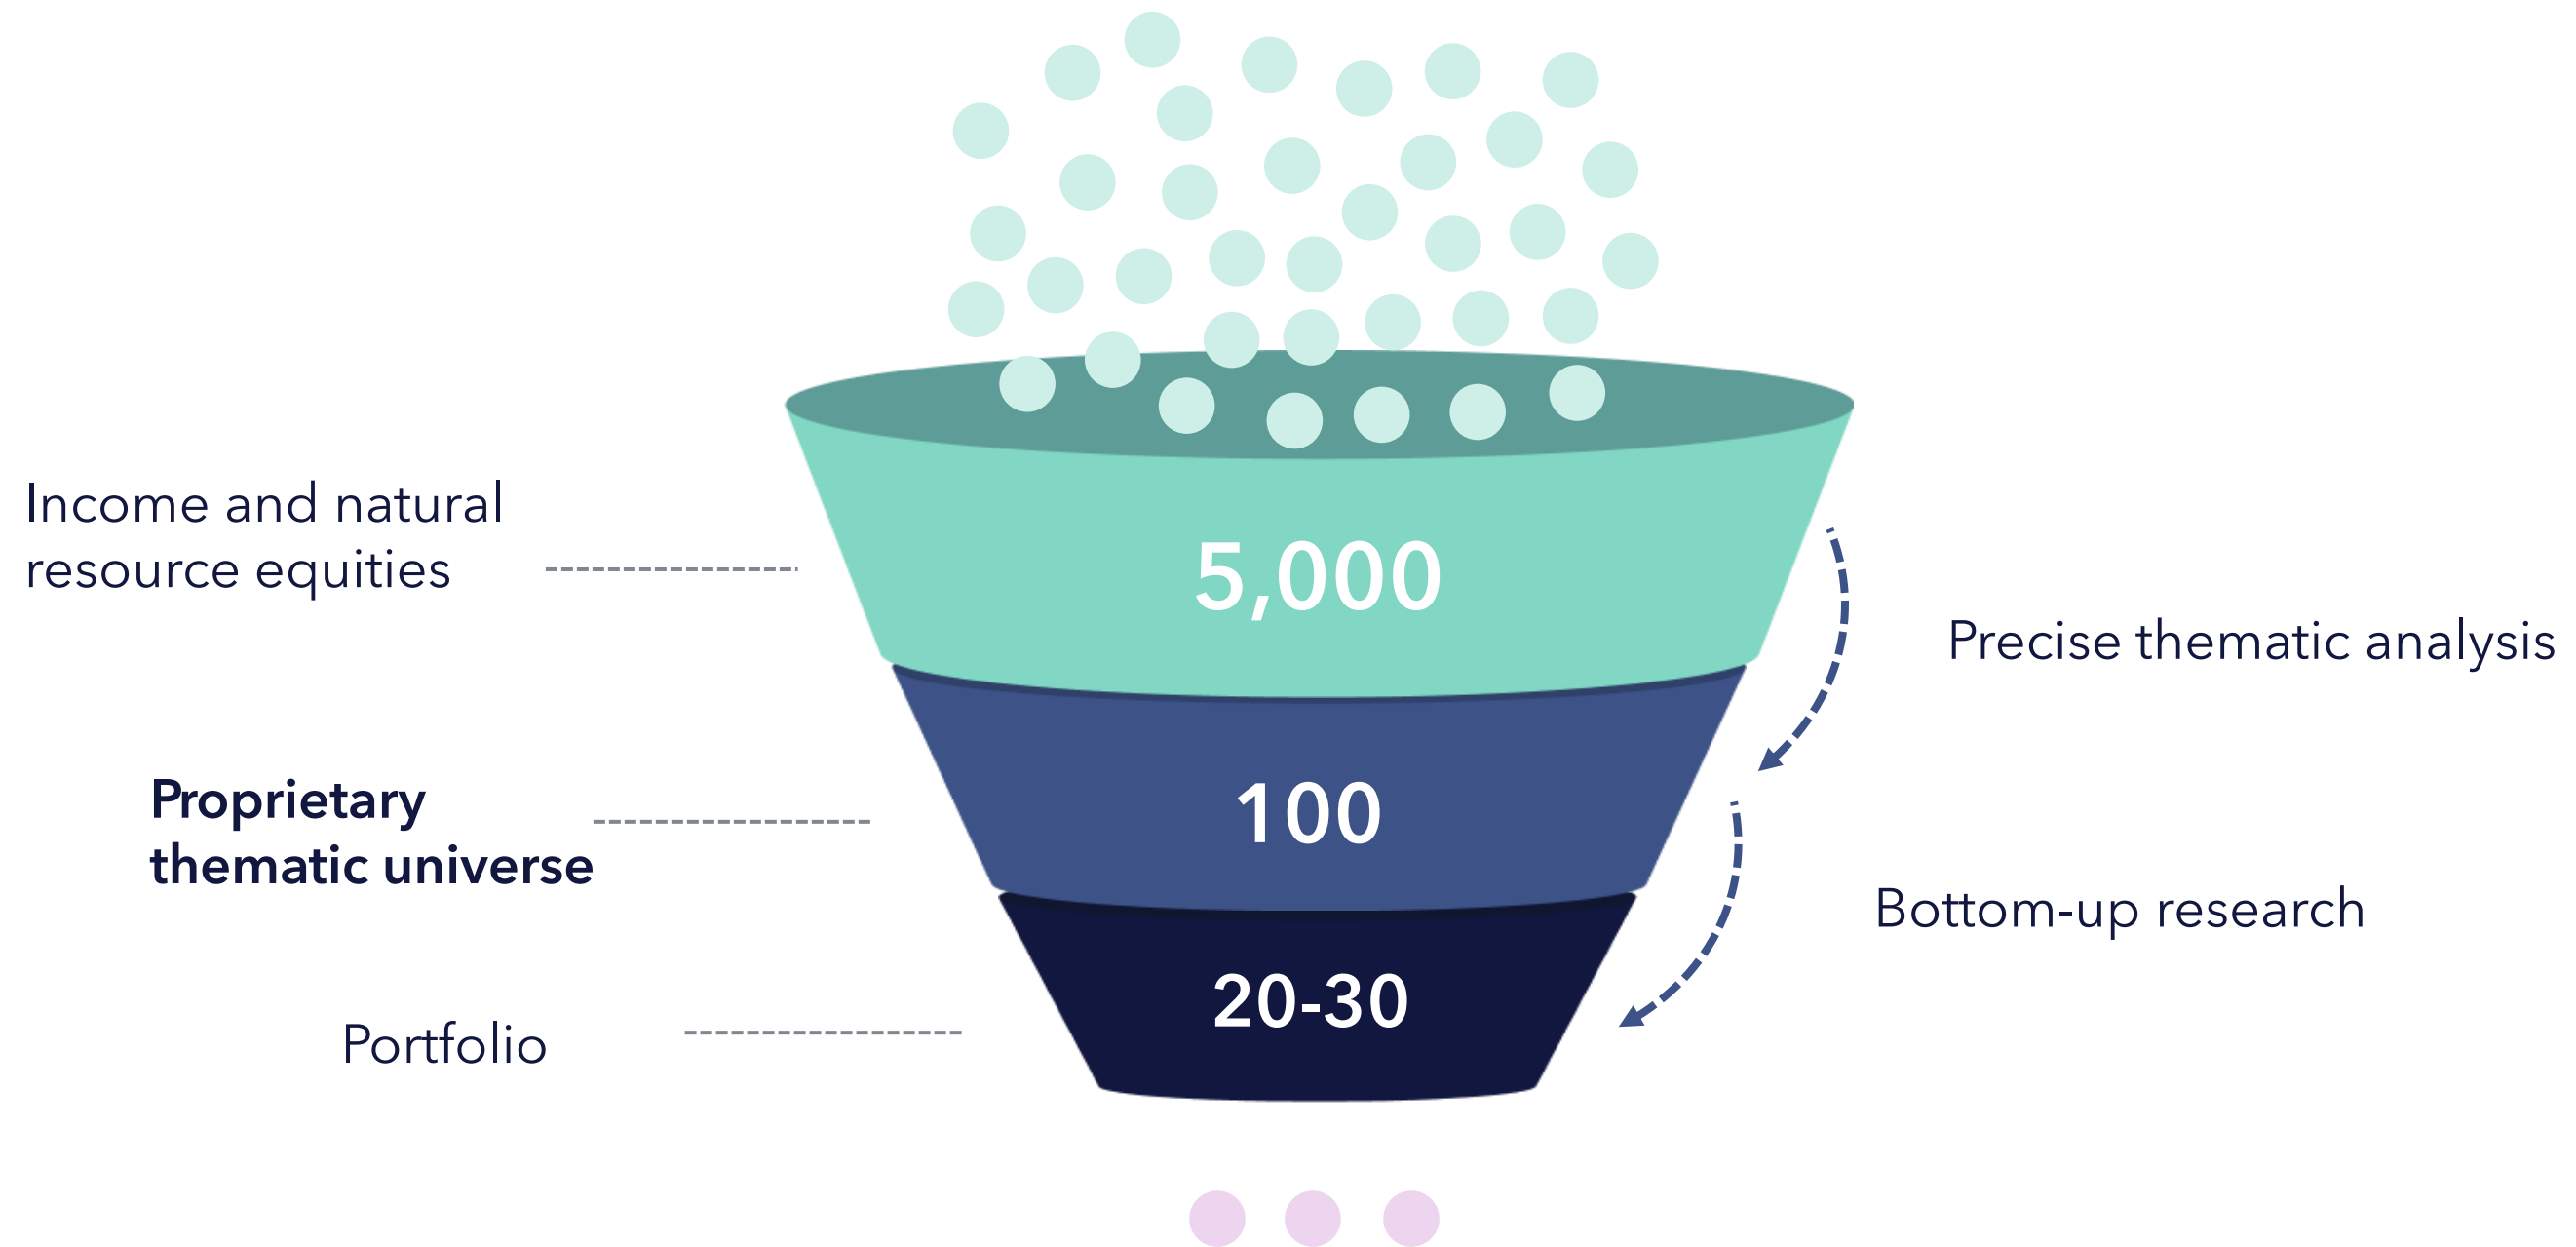 Income and natural
resource equities
5,000
Precise thematic analysis
Proprietary
thematic universe
100
Bottom-up research
Portfolio
20-30